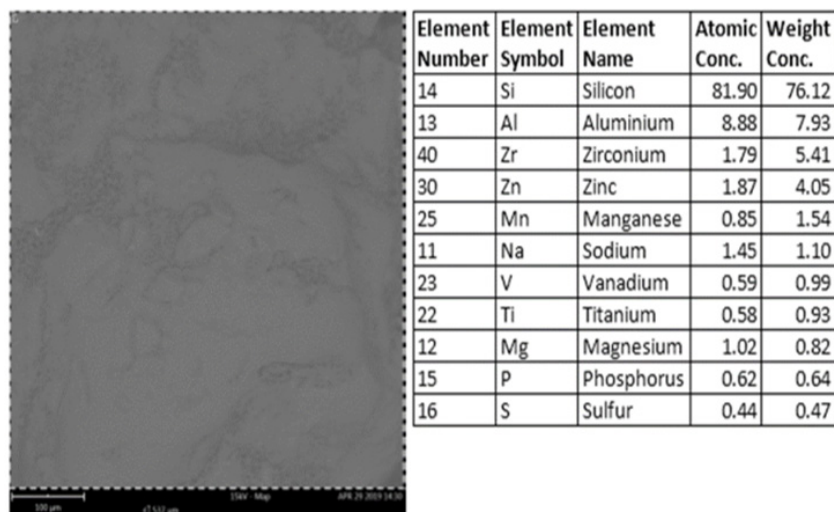 Element Number Element Symbol Element Name Atomic Conc. Weight Conc.
14 Si Silicon 81.90 76.12
13 Al Aluminium 8.88 7.93
40 Zr Zirconium 1.79 5.41
30 Zn Zinc 1.87 4.05
25 Mn Manganese 0.85 1.54
11 Na Sodium 1.45 1.10
23 V Vanadium 0.59 0.99
22 Ti Titanium 0.58 0.93
12 Mg Magnesium 1.02 0.82
15 P Phosphorus 0.62 0.64
16 S Sulfur 0.44 0.47
100 µm 15kV - Map APR 29 2019 14:30
537 µm